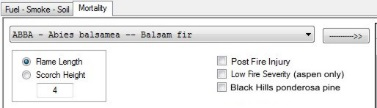 Fuel - Smoke - Soil Mortality
ABBA - Abies balsamea -- Balsam fir ---------->>
Flame Length
Scorch Height
4
Post Fire Injury
Low Fire Severity (aspen only)
Black Hills ponderosa pine